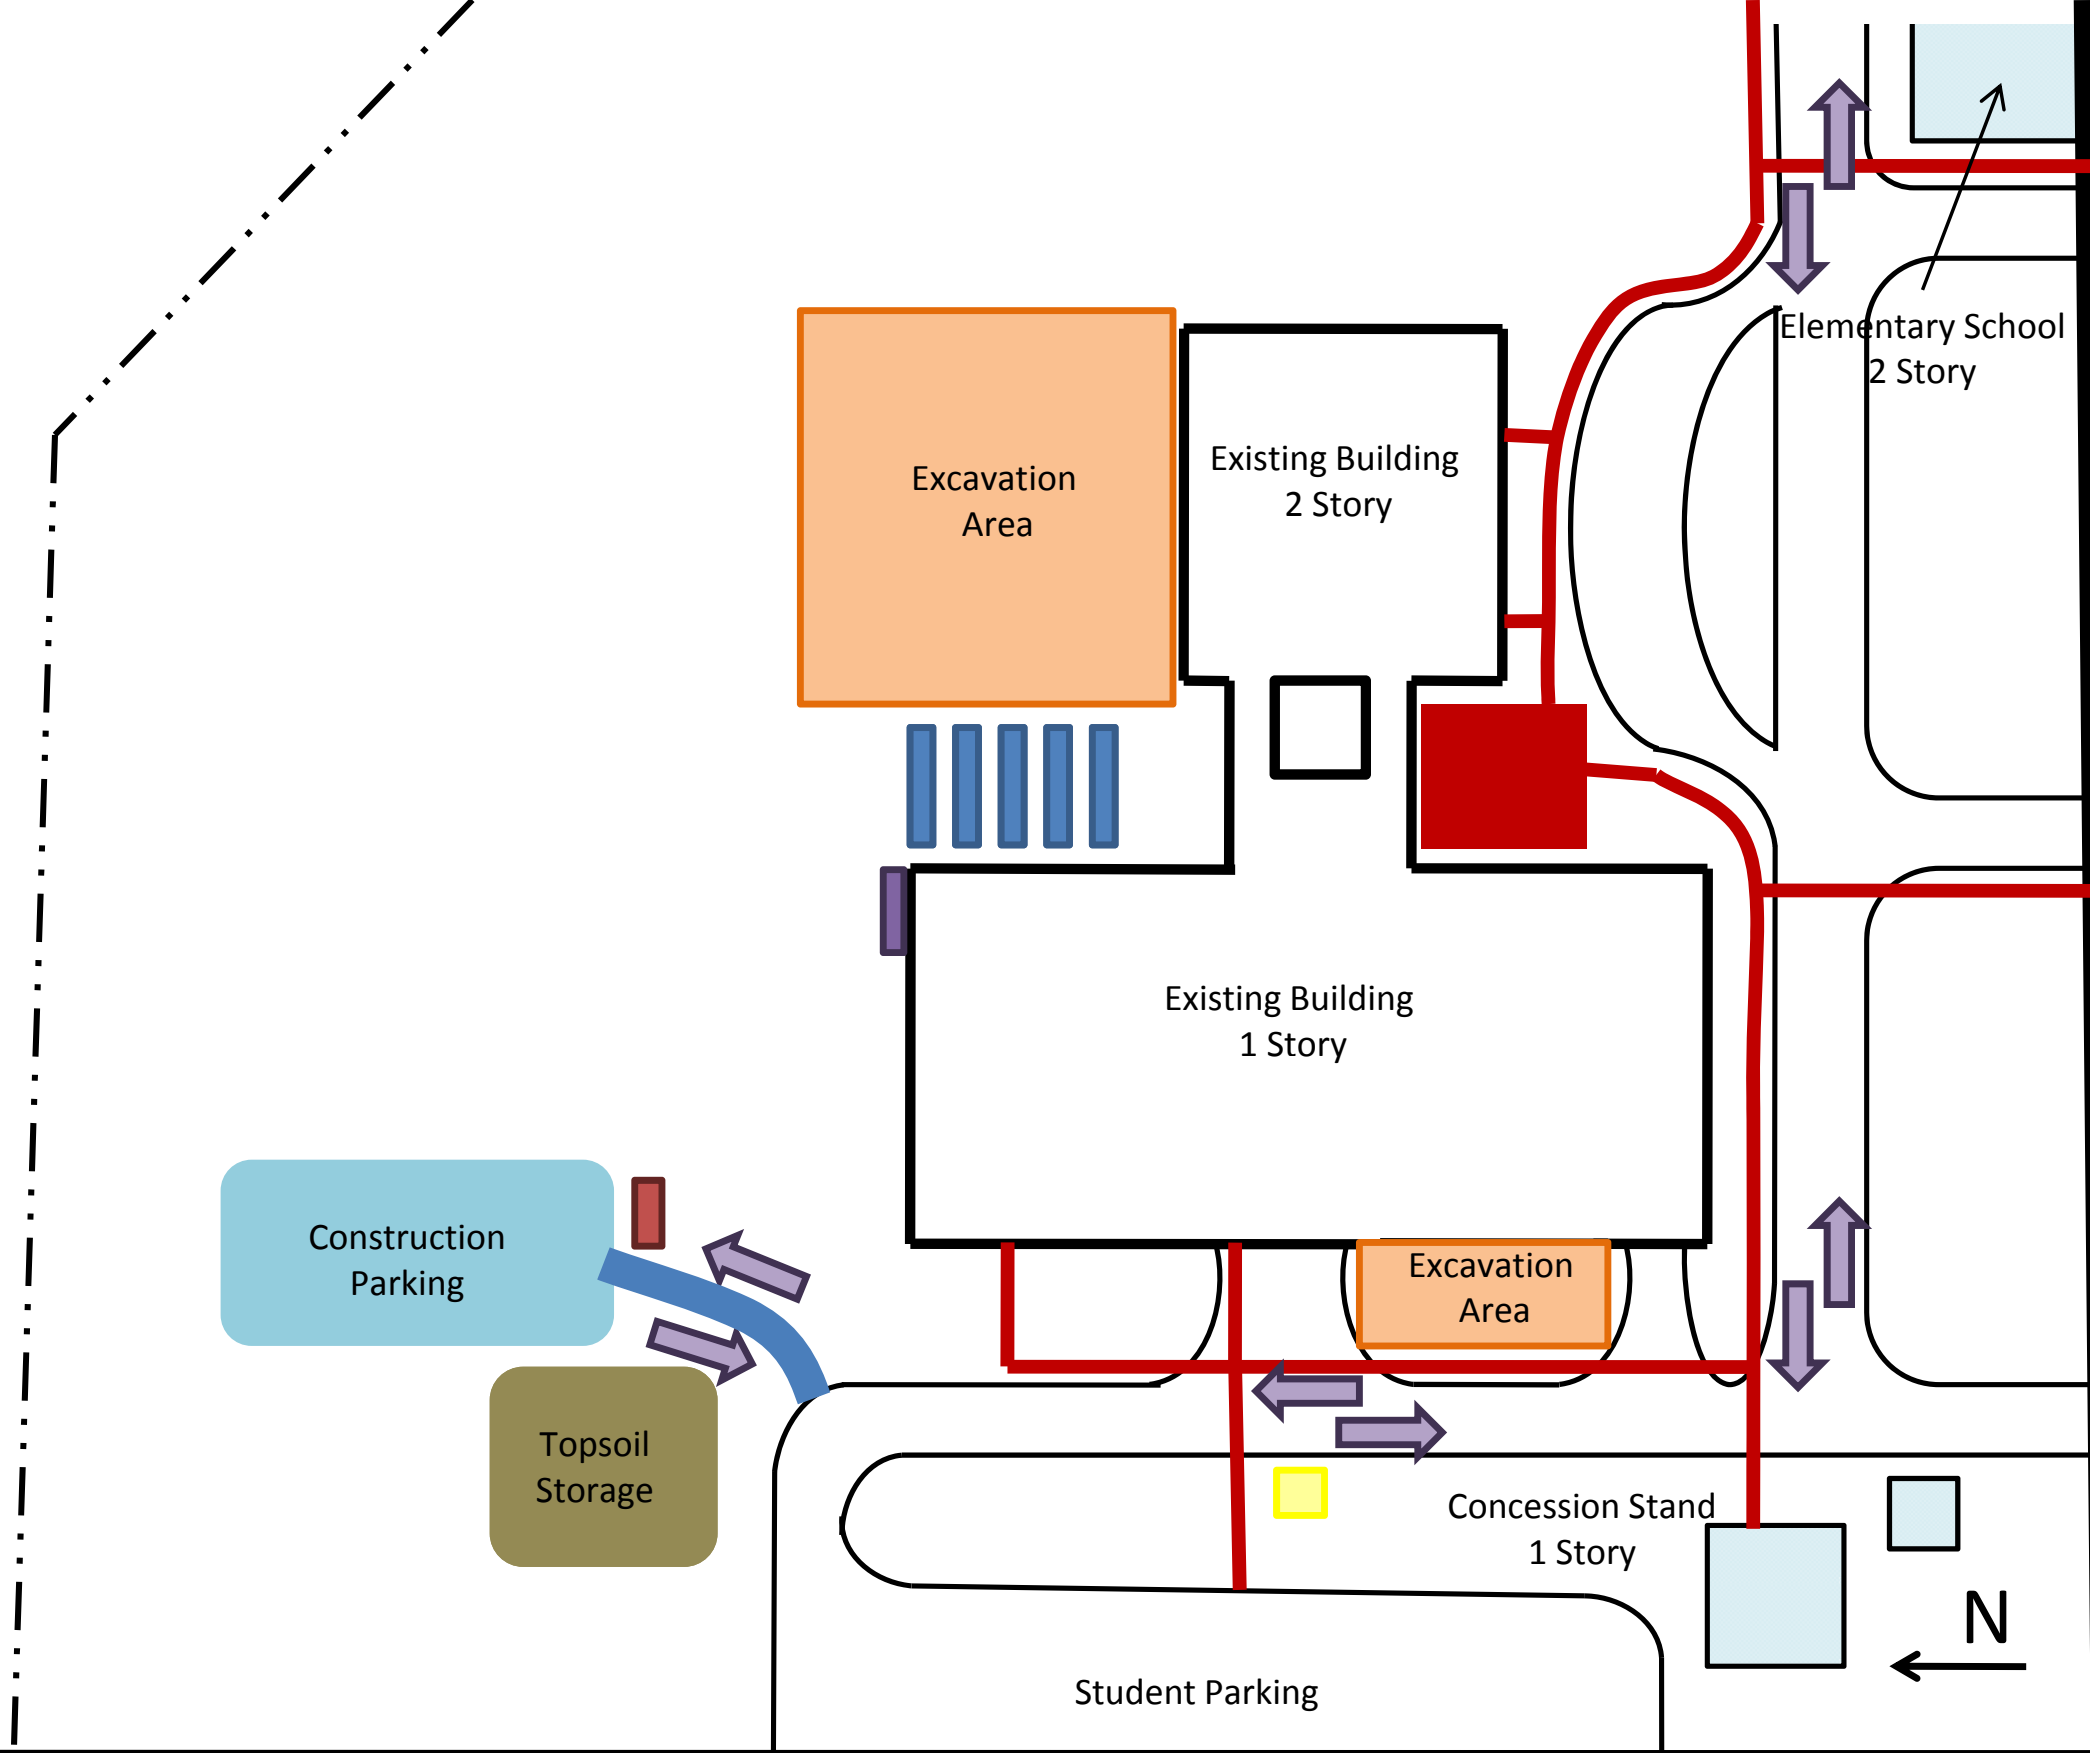 Elementary School
2 Story
Excavation
Area
Existing Building
2 Story
Existing Building
1 Story
Construction
Parking
Excavation
Area
Topsoil
Storage
Concession Stand
1 Story
N
Student Parking